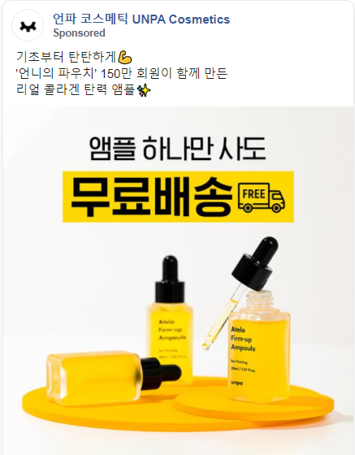 언파 코스메틱 UNPA Cosmetics
Sponsored
기초부터 탄탄하게💪
'언니의 파우치' 150만 회원이 함께 만든
리얼 콜라겐 탄력 앰플✨
앰플 하나만 사도
무료배송 FREE
Atelo
Firm-up
Ampoule
Atelo
Firm-up
Ampoule
for firming
unpa